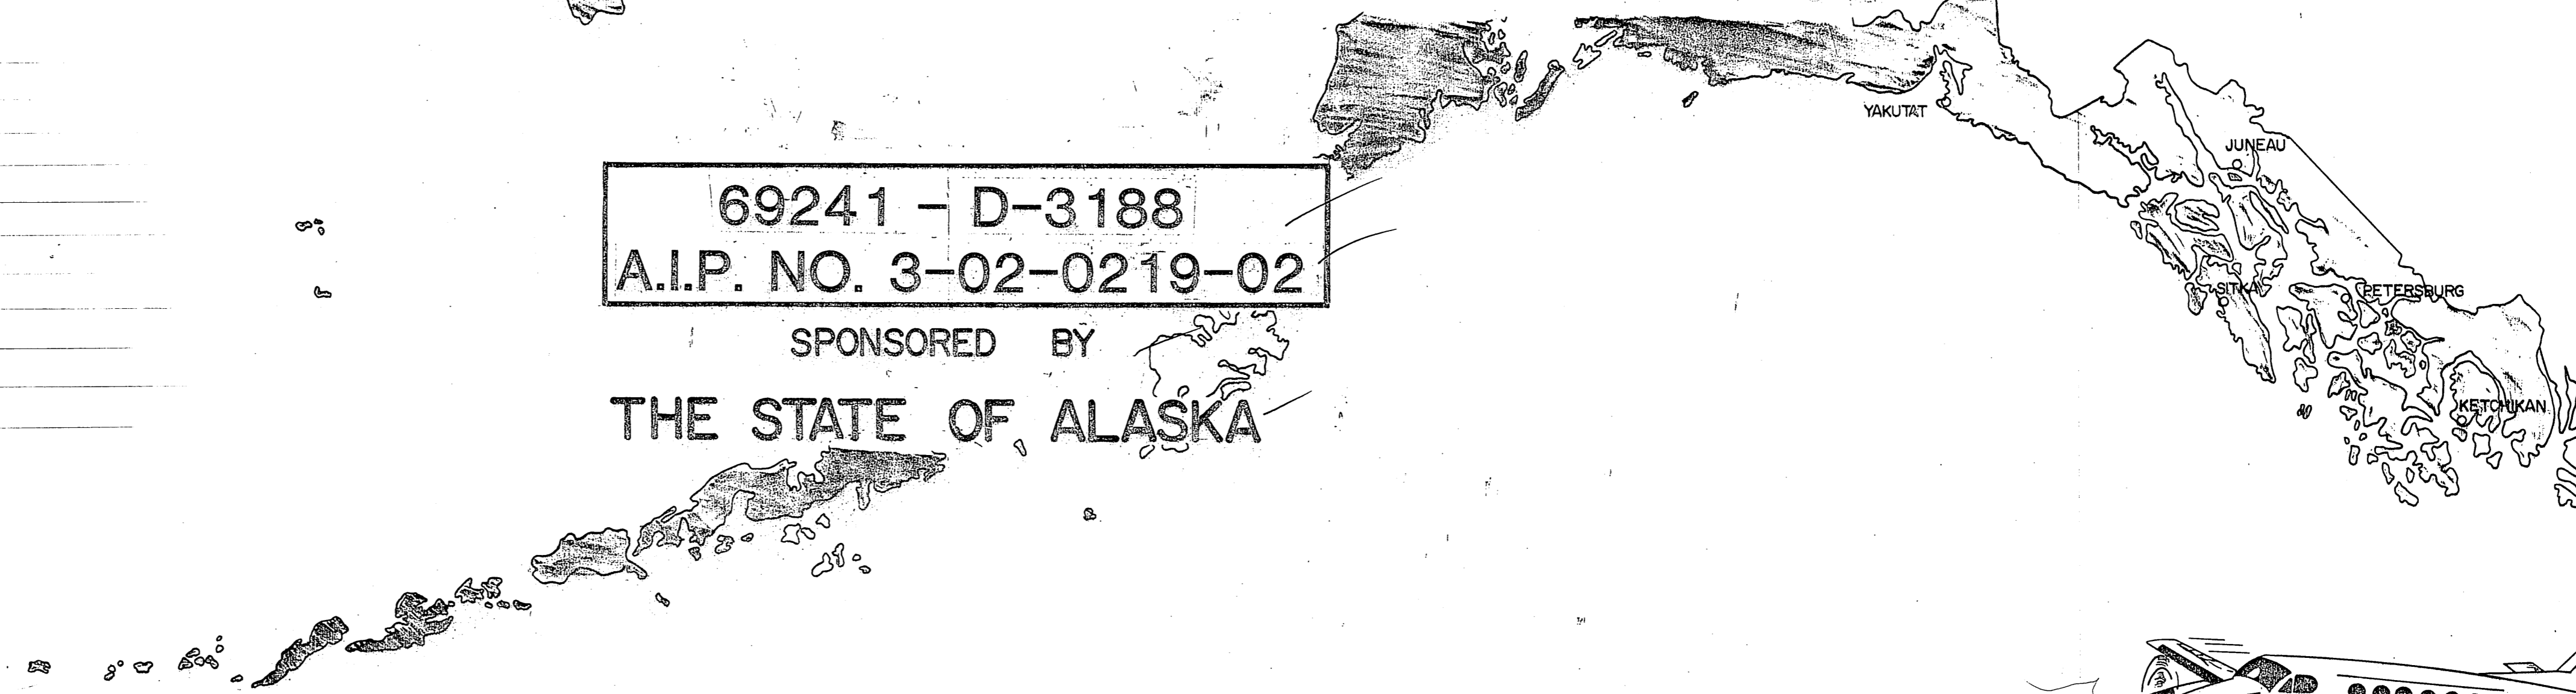 69241 - D-3188
A.I.P. NO. 3-02-0219-02
SPONSORED BY
THE STATE OF ALASKA
YAKUTAT
JUNEAU
SITKA
PETERSBURG
KETCHIKAN